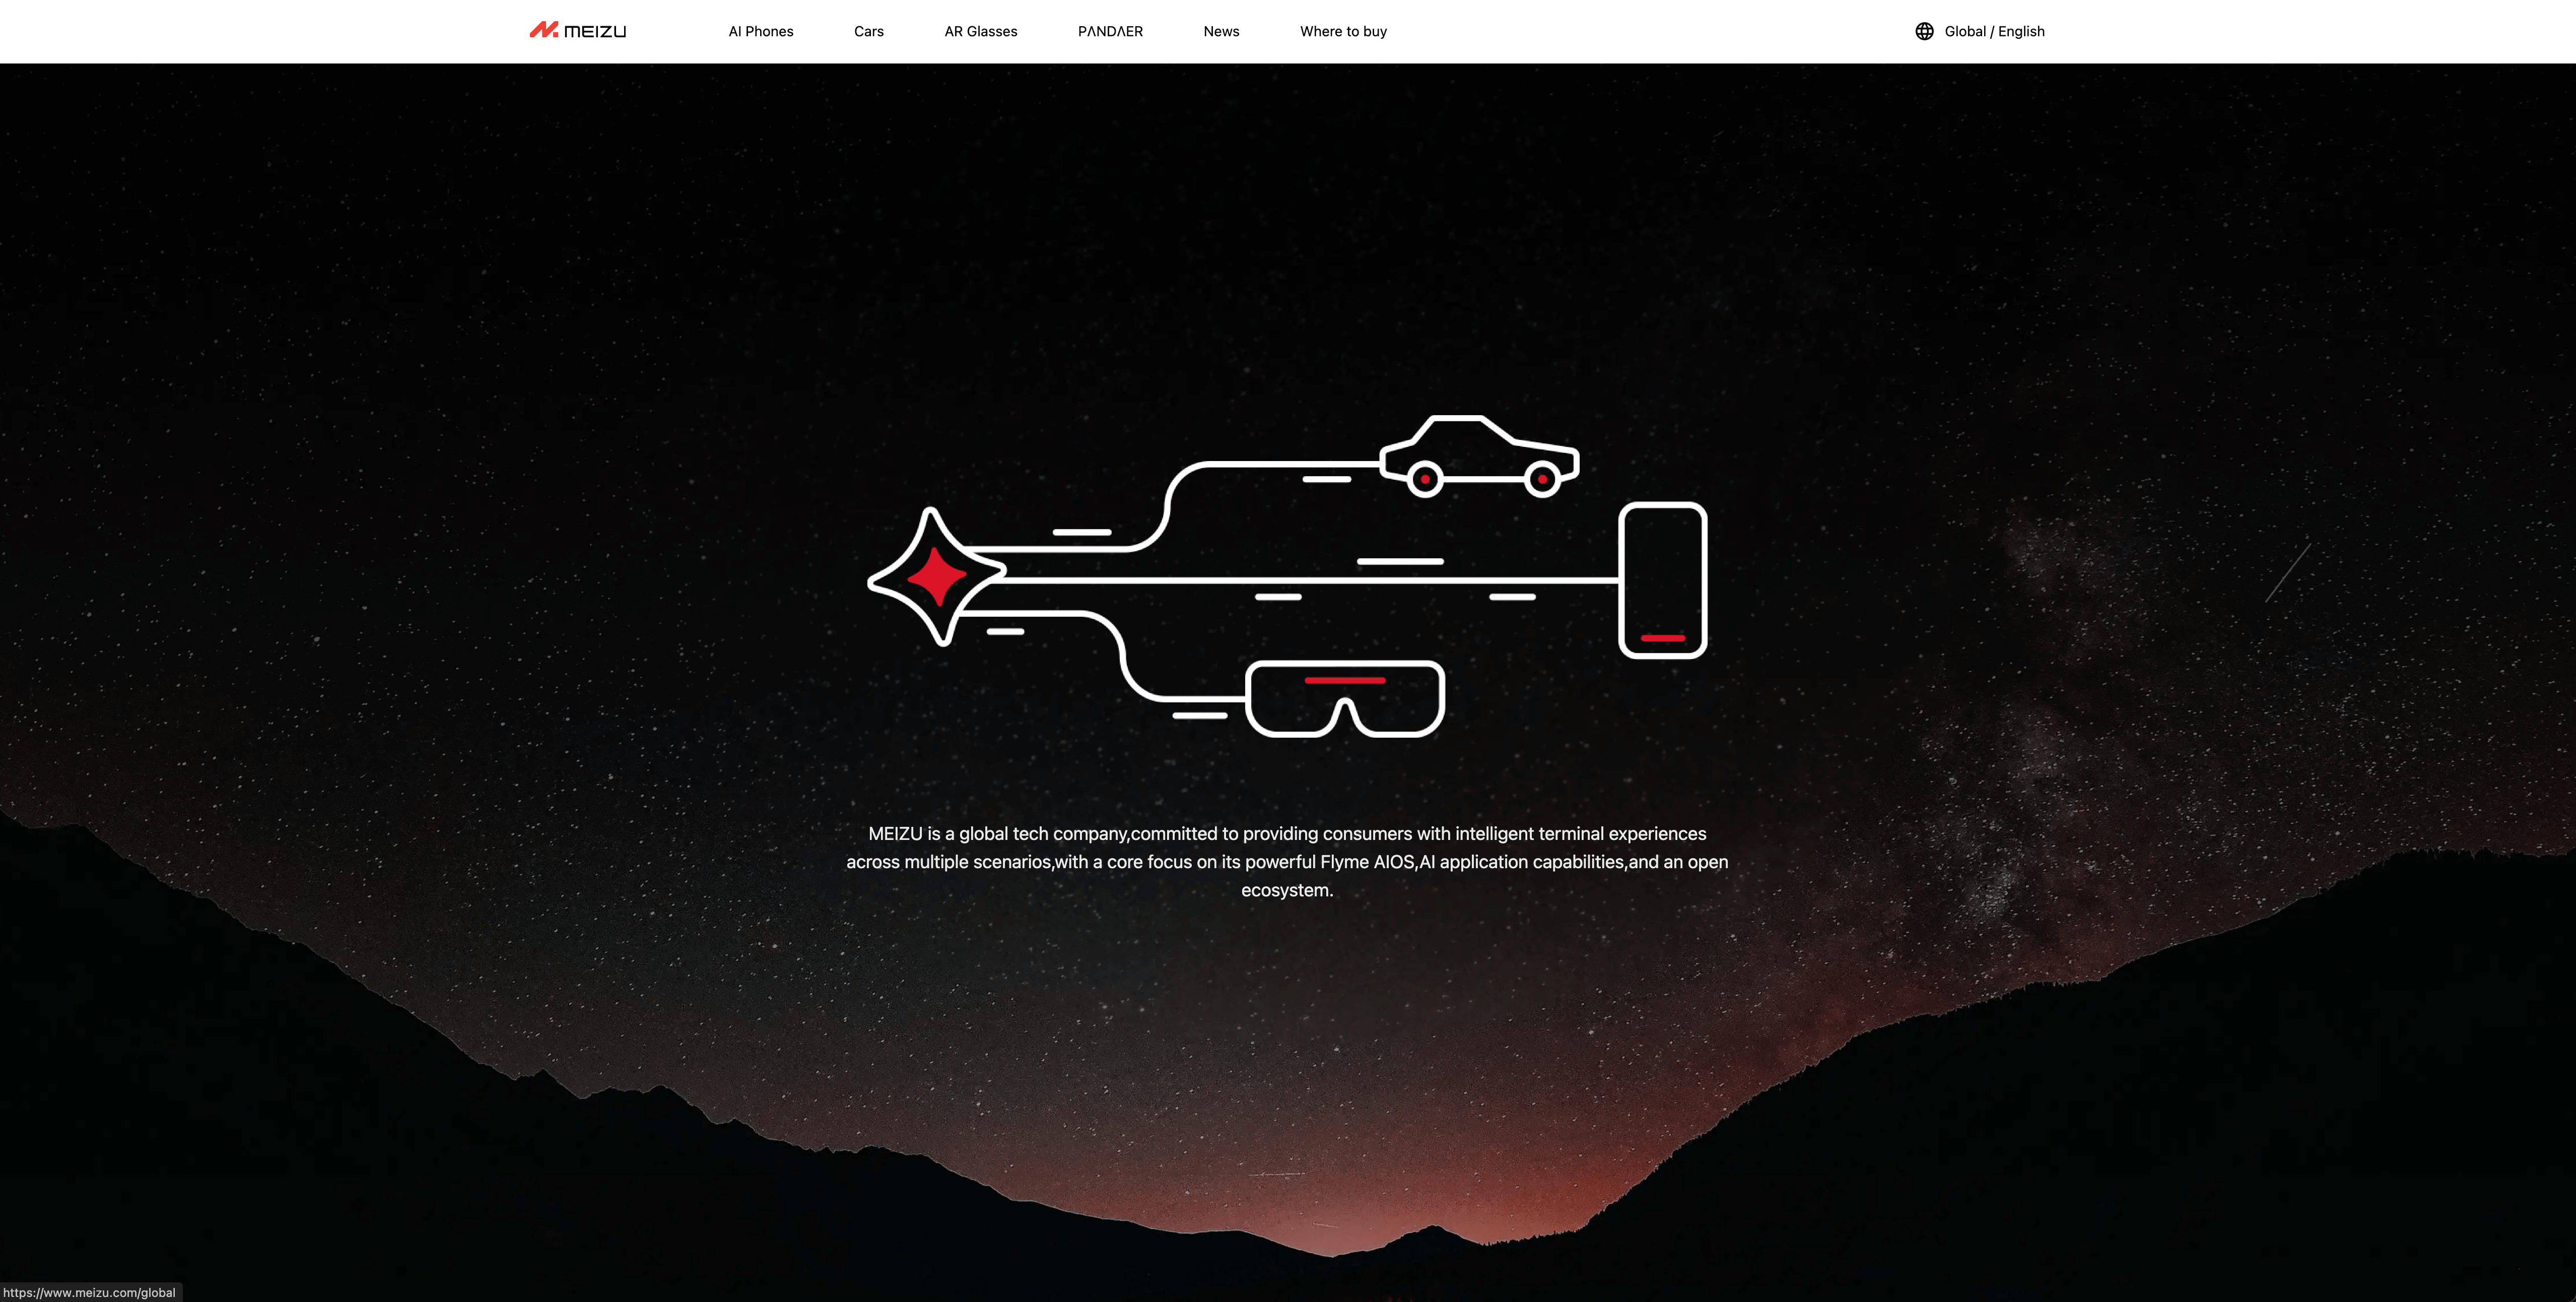 MEIZU
AI Phones
Cars
AR Glasses
PΛNDΛER
News
Where to buy
Global / English
MEIZU is a global tech company,committed to providing consumers with intelligent terminal experiences
across multiple scenarios,with a core focus on its powerful Flyme AIOS,AI application capabilities,and an open
ecosystem.
https://www.meizu.com/global